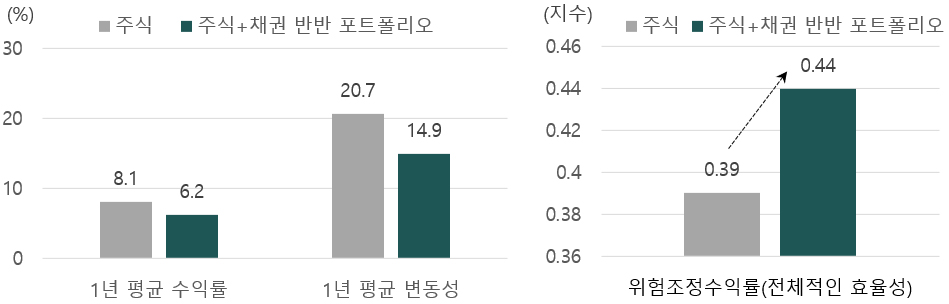 (%)
주식 주식+채권 반반 포트폴리오
30
20
10
0
8.1
6.2
20.7
14.9
1년 평균 수익률
1년 평균 변동성
(지수)
주식 주식+채권 반반 포트폴리오
0.46
0.44
0.42
0.4
0.38
0.36
0.39
0.44
위험조정수익률(전체적인 효율성)